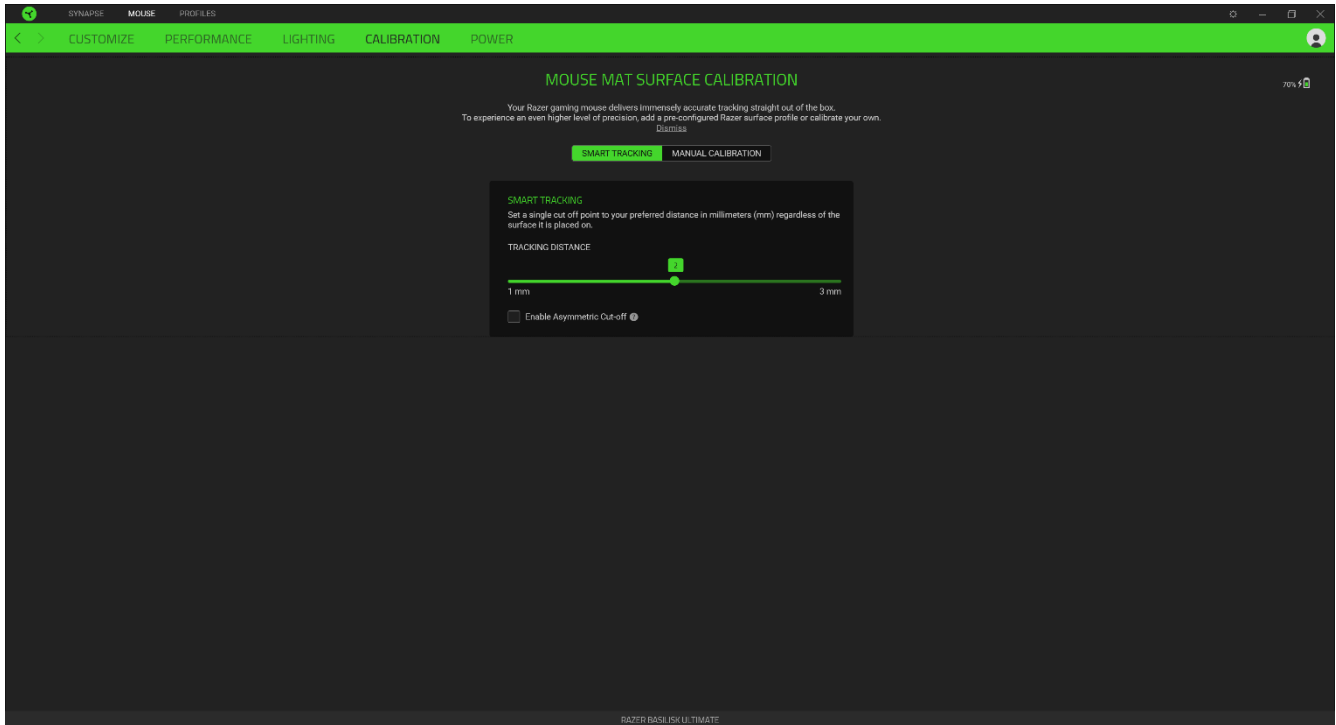 SYNAPSE MOUSE PROFILES
CUSTOMIZE PERFORMANCE LIGHTING CALIBRATION POWER
MOUSE MAT SURFACE CALIBRATION
70%
Your Razer gaming mouse delivers immensely accurate tracking straight out of the box.
To experience an even higher level of precision, add a pre-configured Razer surface profile or calibrate your own.
Dismiss
SMART TRACKING MANUAL CALIBRATION
SMART TRACKING
Set a single cut off point to your preferred distance in millimeters (mm) regardless of the
surface it is placed on.
TRACKING DISTANCE
2
1 mm 3 mm
Enable Asymmetric Cut-off ?
RAZER BASILISK ULTIMATE